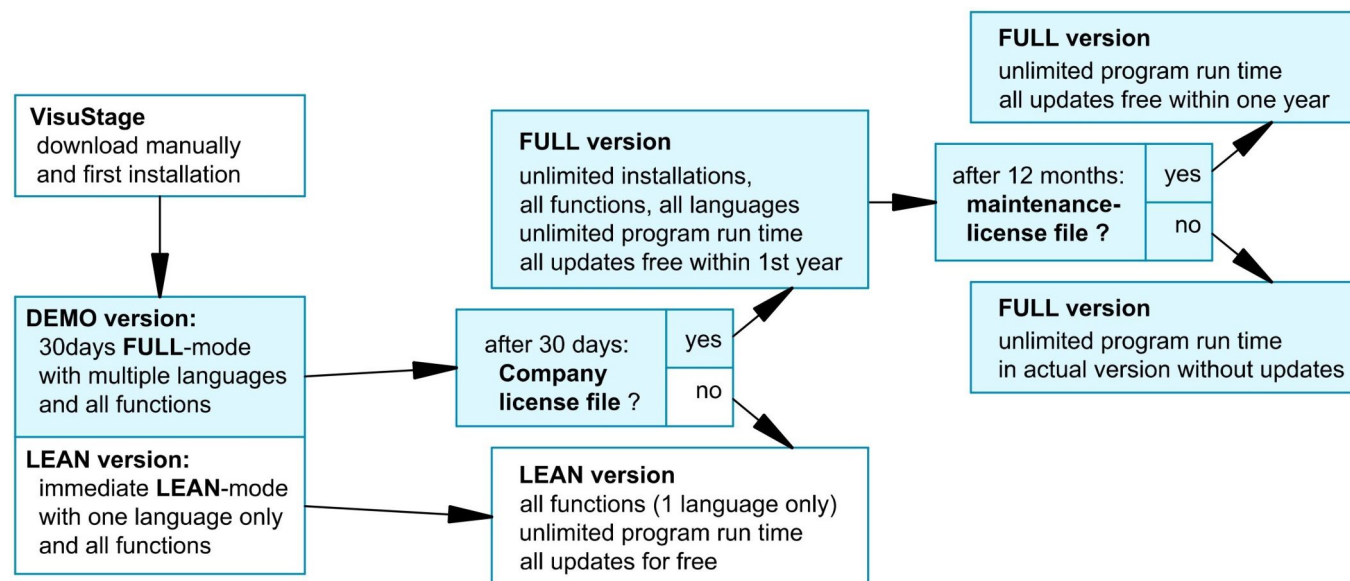 VisuStage
download manually
and first installation
DEMO version:
30days FULL-mode
with multiple languages
and all functions
LEAN version:
immediate LEAN-mode
with one language only
and all functions
after 30 days:
Company
license file ?
yes
no
FULL version
unlimited installations,
all functions, all languages
unlimited program run time
all updates free within 1st year
LEAN version
all functions (1 language only)
unlimited program run time
all updates for free
after 12 months:
maintenance-
license file ?
yes
no
FULL version
unlimited program run time
all updates free within one year
FULL version
unlimited program run time
in actual version without updates